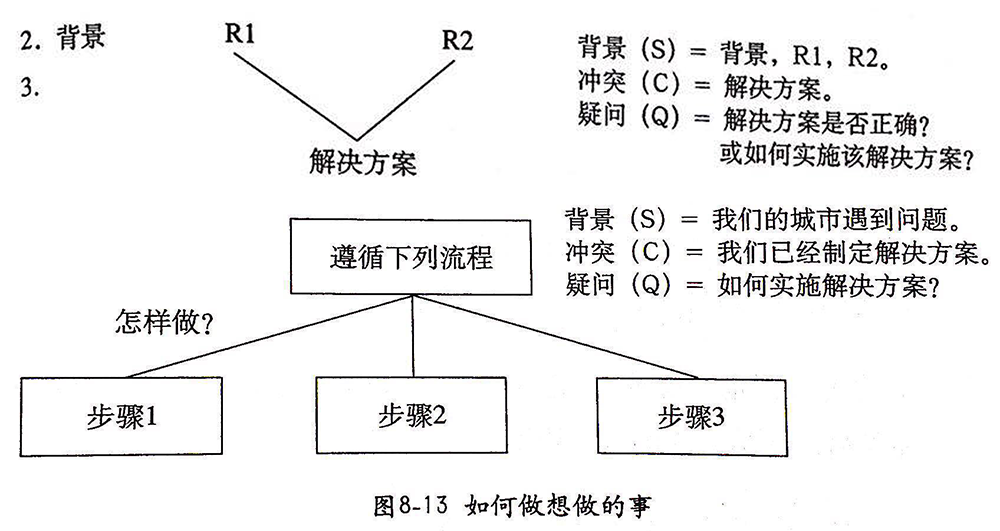 2. 背景
R1
R2
3.
解决方案
背景（S）= 背景，R1，R2。
冲突（C）= 解决方案。
疑问（Q）= 解决方案是否正确？
或如何实施该解决方案？
遵循下列流程
背景（S）= 我们的城市遇到问题。
冲突（C）= 我们已经制定解决方案。
疑问（Q）= 如何实施解决方案？
怎样做？
步骤1
步骤2
步骤3
图8-13 如何做想做的事